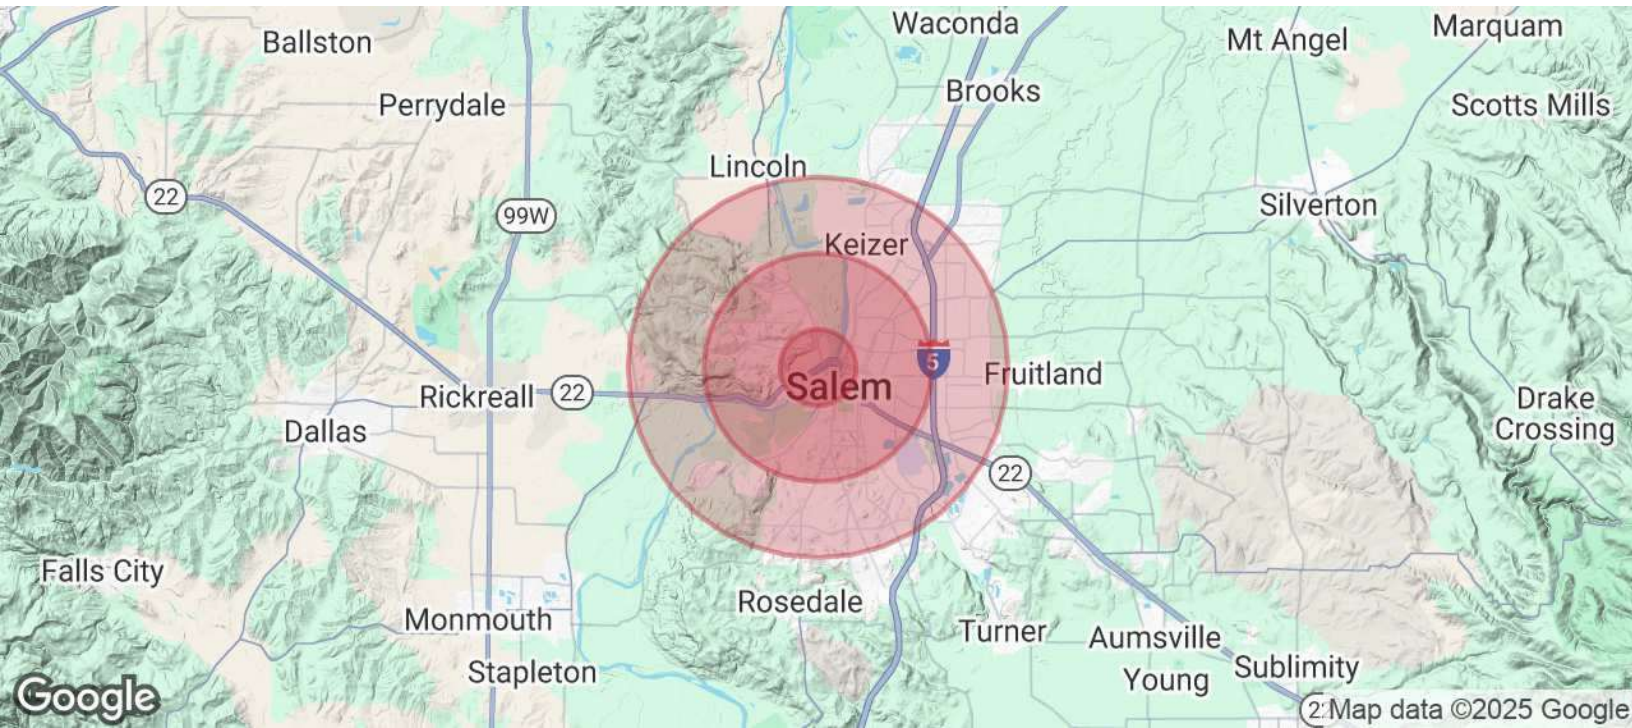 Waconda
Marquam
Ballston
Mt Angel
Brooks
Perrydale
Scotts Mills
Lincoln
22
Silverton
99W
Keizer
5
Fruitland
Salem
Rickreall
22
Drake
Crossing
Dallas
22
Falls City
Rosedale
Monmouth
Turner
Aumsville
Stapleton
Sublimity
Young
Google
Map data ©2025 Google